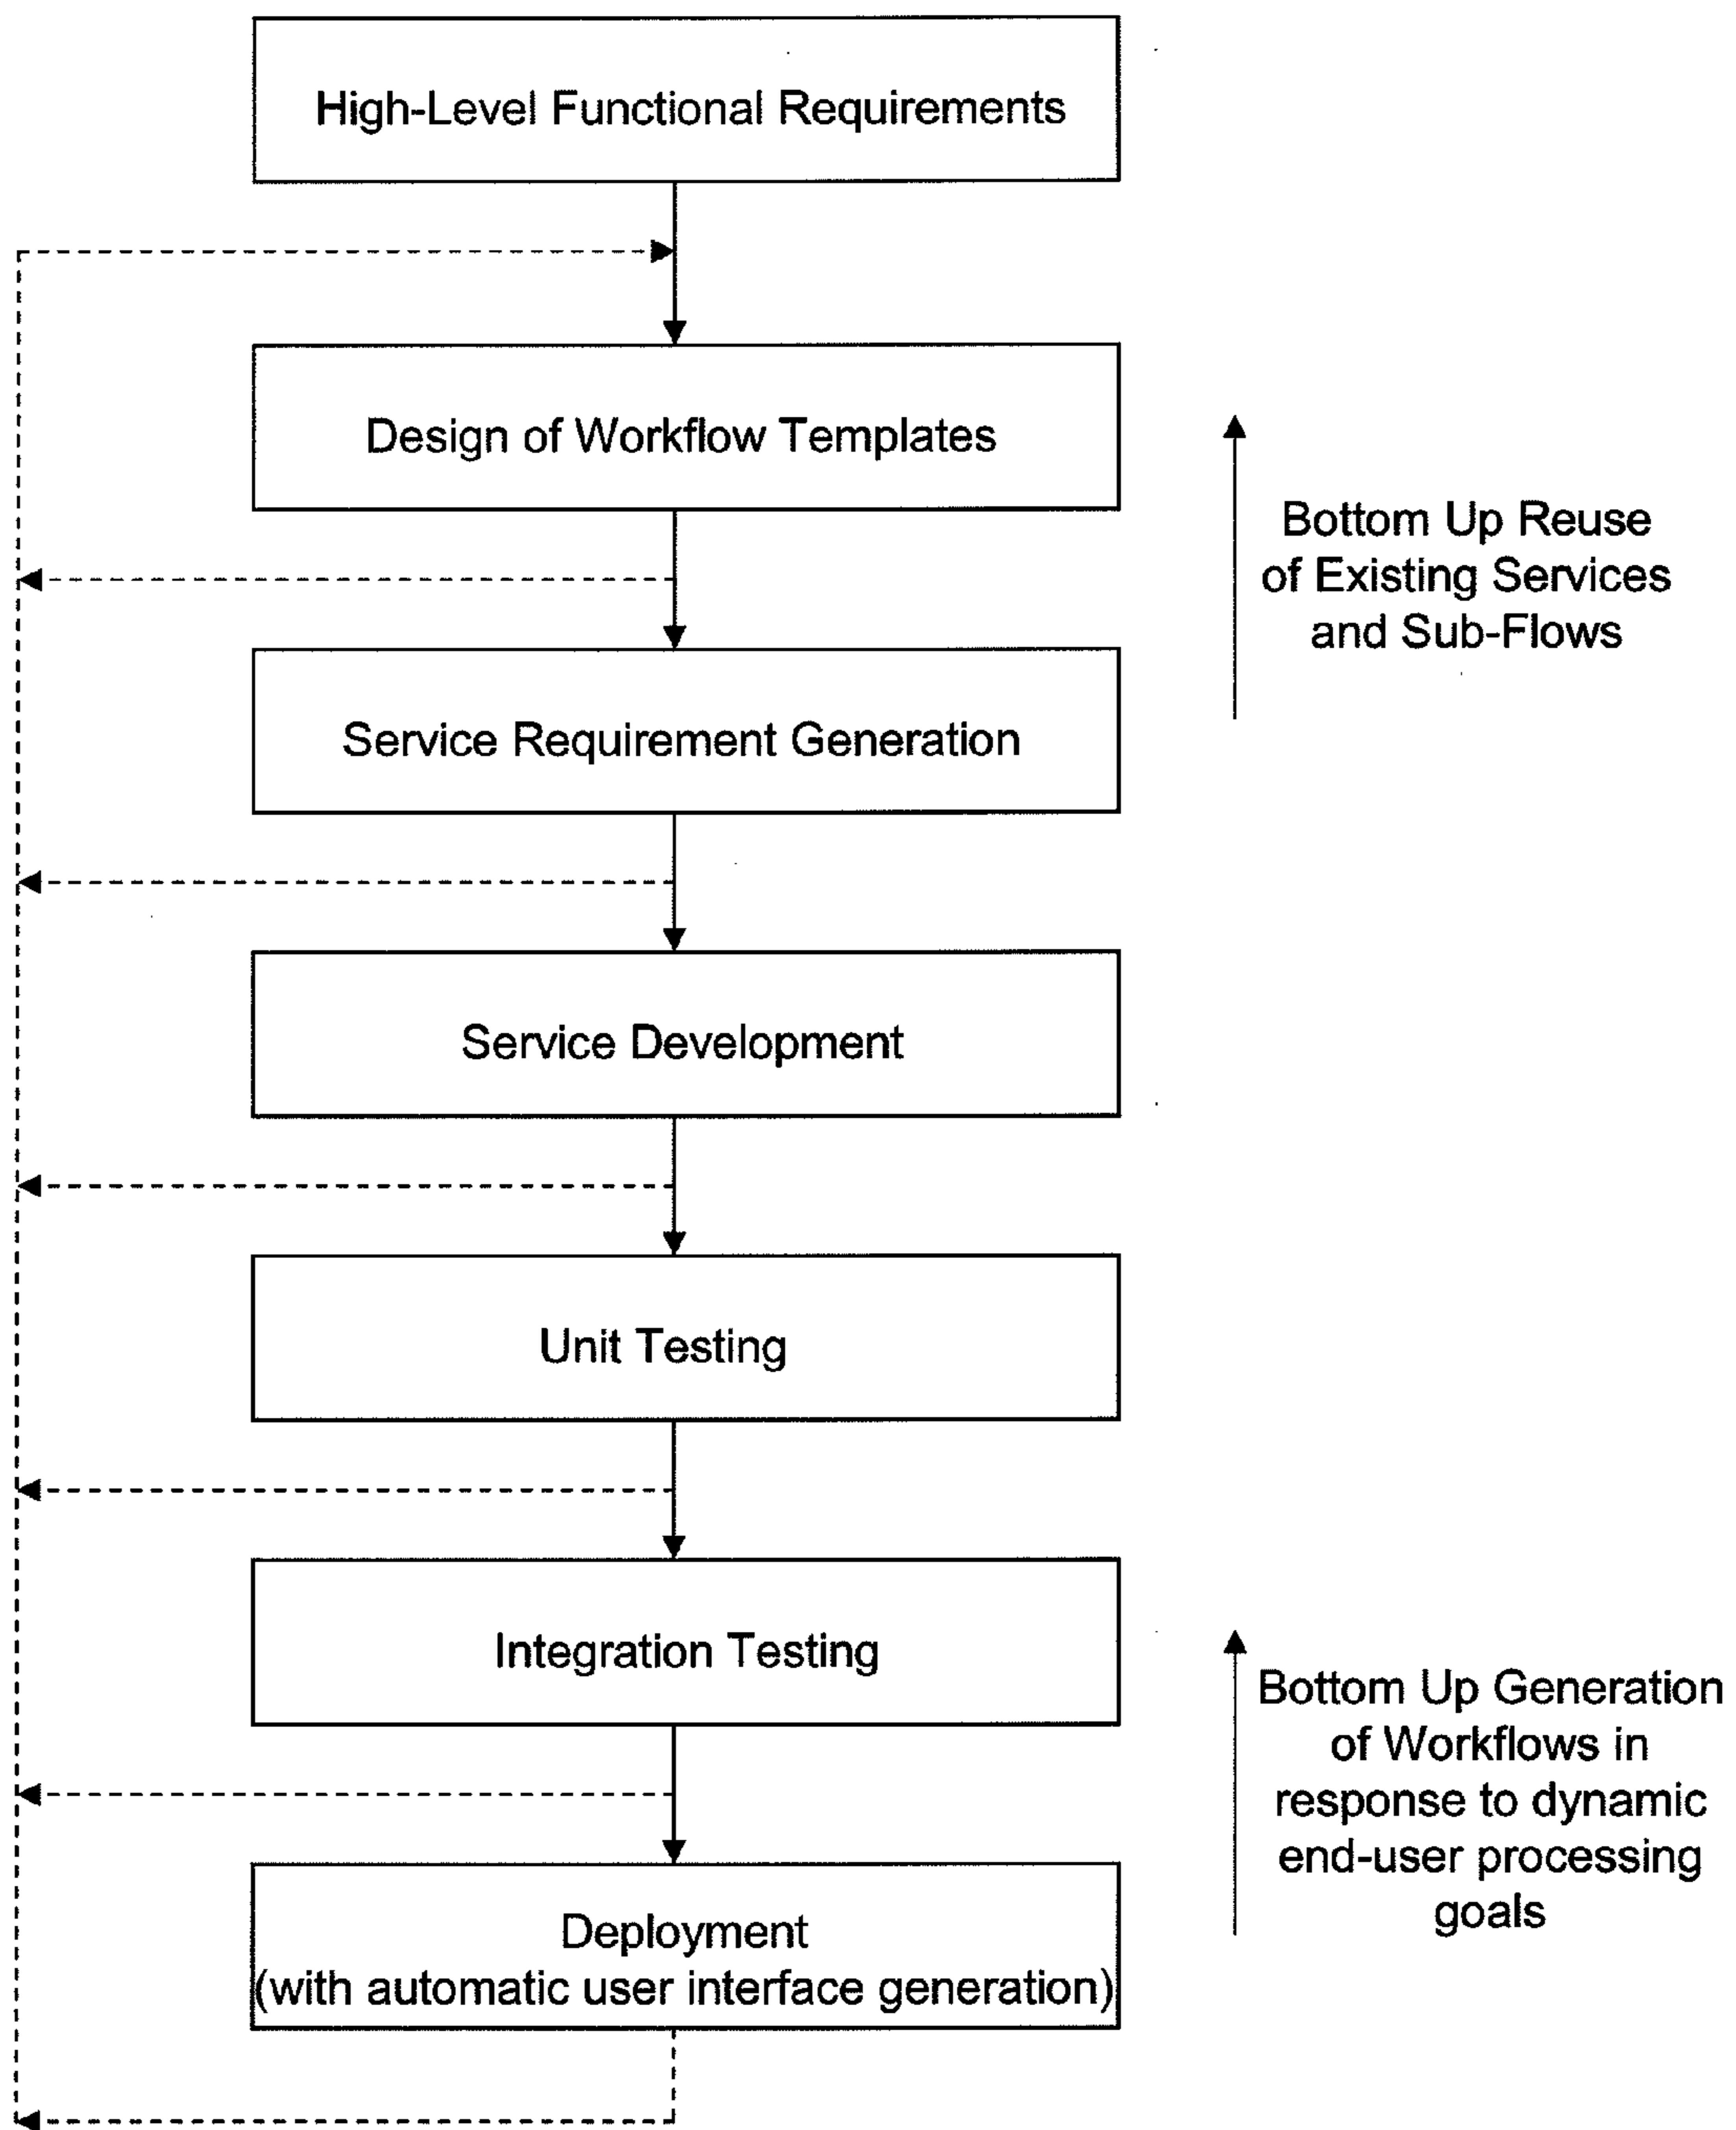 High-Level Functional Requirements
Design of Workflow Templates
Bottom Up Reuse
of Existing Services
and Sub-Flows
Service Requirement Generation
Service Development
Unit Testing
Integration Testing
Bottom Up Generation
of Workflows in
response to dynamic
end-user processing
goals
Deployment
(with automatic user interface generation)